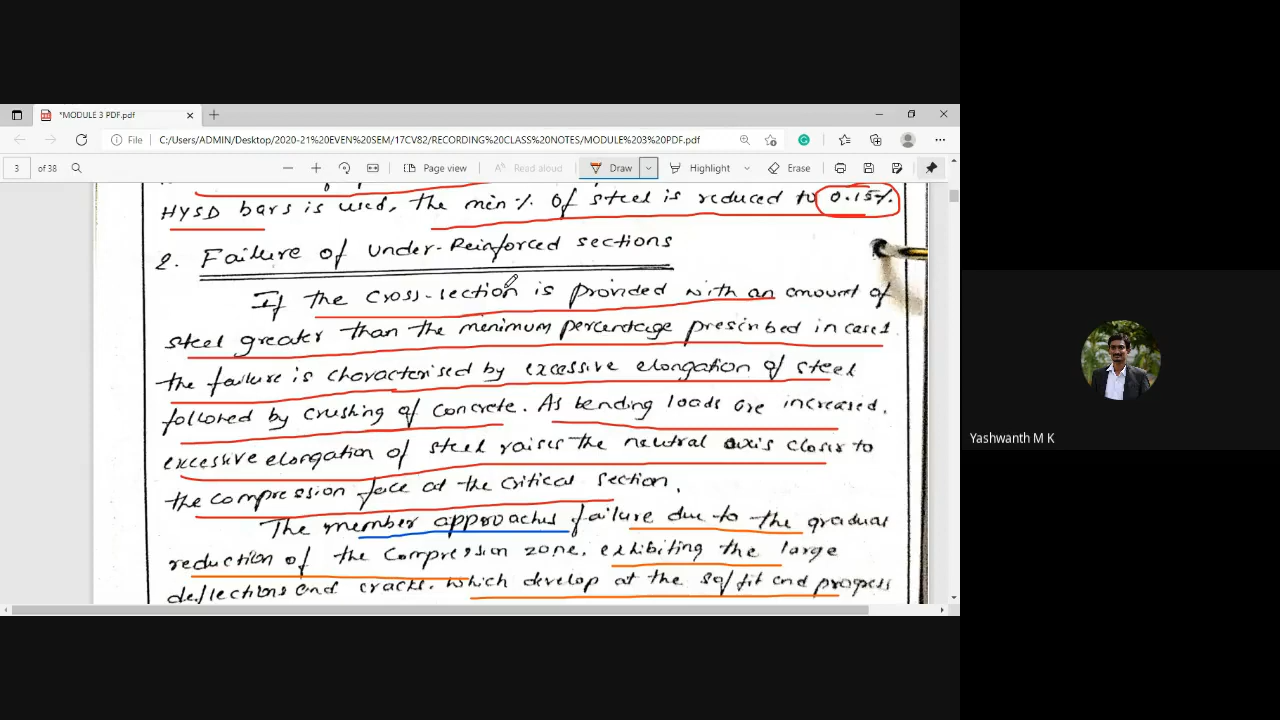 *MODULE 3 PDF.pdf
File C:/Users/ADMIN/Desktop/2020-21%20EVEN%20SEM/17CV82/RECORDING%20CLASS%20NOTES/MODULE%203%20PDF.pdf
3 of 38 Page view Read aloud Draw Highlight Erase
HYSD bars is used, the min % of steel is reduced to 0.15%.
2. Failure of under-Reinforced sections
If the cross-section is provided with an amount of
steel greater than the minimum percentage prescribed in case1
the failure is characterised by excessive elongation of steel
followed by crushing of concrete. As bending loads are increased,
excessive elongation of steel raises the neutral axis closer to
the compression face at the critical section.
The member approaches failure due to the gradual
reduction of the compression zone, exhibiting the large
deflections and cracks. which develop at the soffit and progress
Yashwanth M K